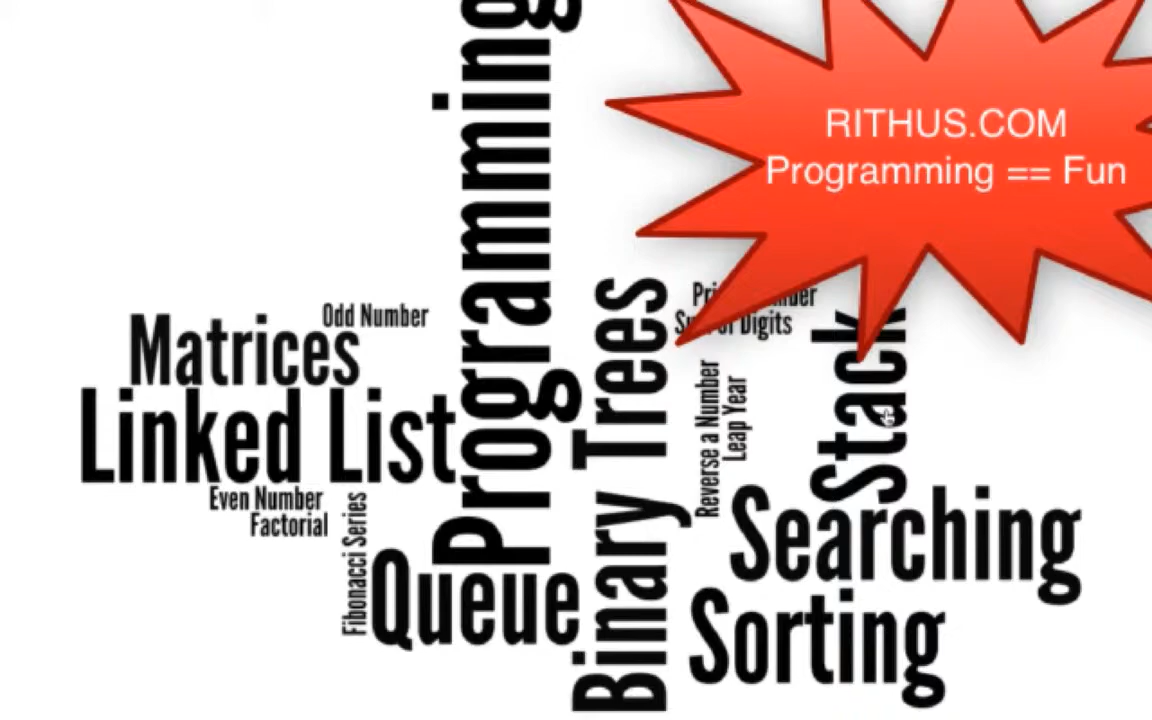 Programming
RITHUS.COM
Programming == Fun
Odd Number
Matrices
Linked List
Even Number
Factorial
Fibonacci Series
Queue
Binary Trees
Digits
Reverse a Number
Leap Year
Stack
Searching
Sorting